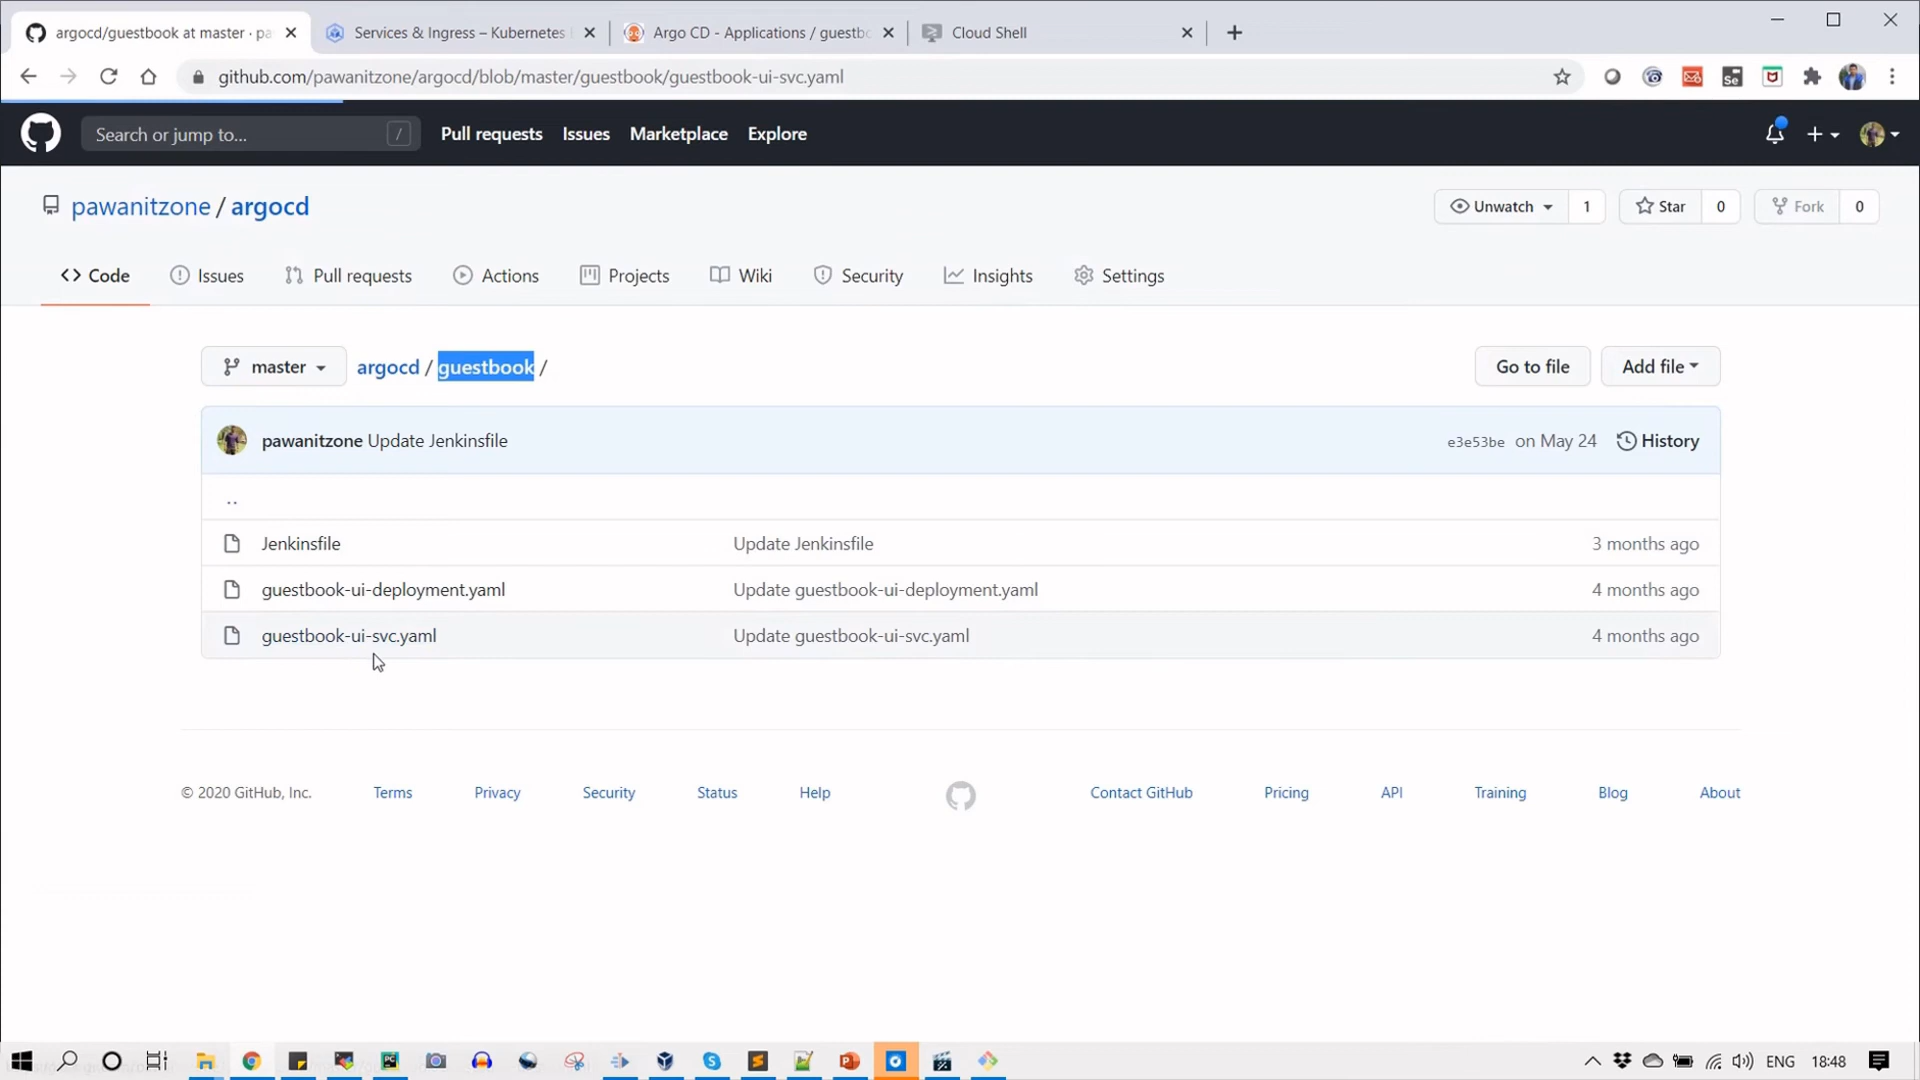 argocd/guestbook at master · pa
Services & Ingress – Kubernetes
Argo CD - Applications / guestbo
Cloud Shell
github.com/pawanitzone/argocd/blob/master/guestbook/guestbook-ui-svc.yaml
Se
Search or jump to...
/
Pull requests
Issues
Marketplace
Explore
pawanitzone / argocd
Unwatch
1
Star
0
Fork
0
Code
Issues
Pull requests
Actions
Projects
Wiki
Security
Insights
Settings
master
argocd / guestbook /
Go to file
Add file
pawanitzone Update Jenkinsfile
e3e53be on May 24
History
..
Jenkinsfile
Update Jenkinsfile
3 months ago
guestbook-ui-deployment.yaml
Update guestbook-ui-deployment.yaml
4 months ago
guestbook-ui-svc.yaml
Update guestbook-ui-svc.yaml
4 months ago
© 2020 GitHub, Inc.
Terms
Privacy
Security
Status
Help
Contact GitHub
Pricing
API
Training
Blog
About
ENG
18:48